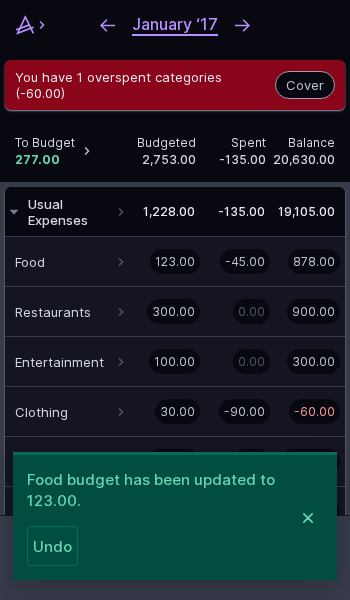 January ‘17
You have 1 overspent categories
(-60.00)
Cover
To Budget Budgeted Spent Balance
277.00 2,753.00 -135.00 20,630.00
Usual
Expenses 1,228.00 -135.00 19,105.00
Food 123.00 -45.00 878.00
Restaurants 300.00 0.00 900.00
Entertainment 100.00 0.00 300.00
Clothing 30.00 -90.00 -60.00
Food budget has been updated to
123.00.
Undo